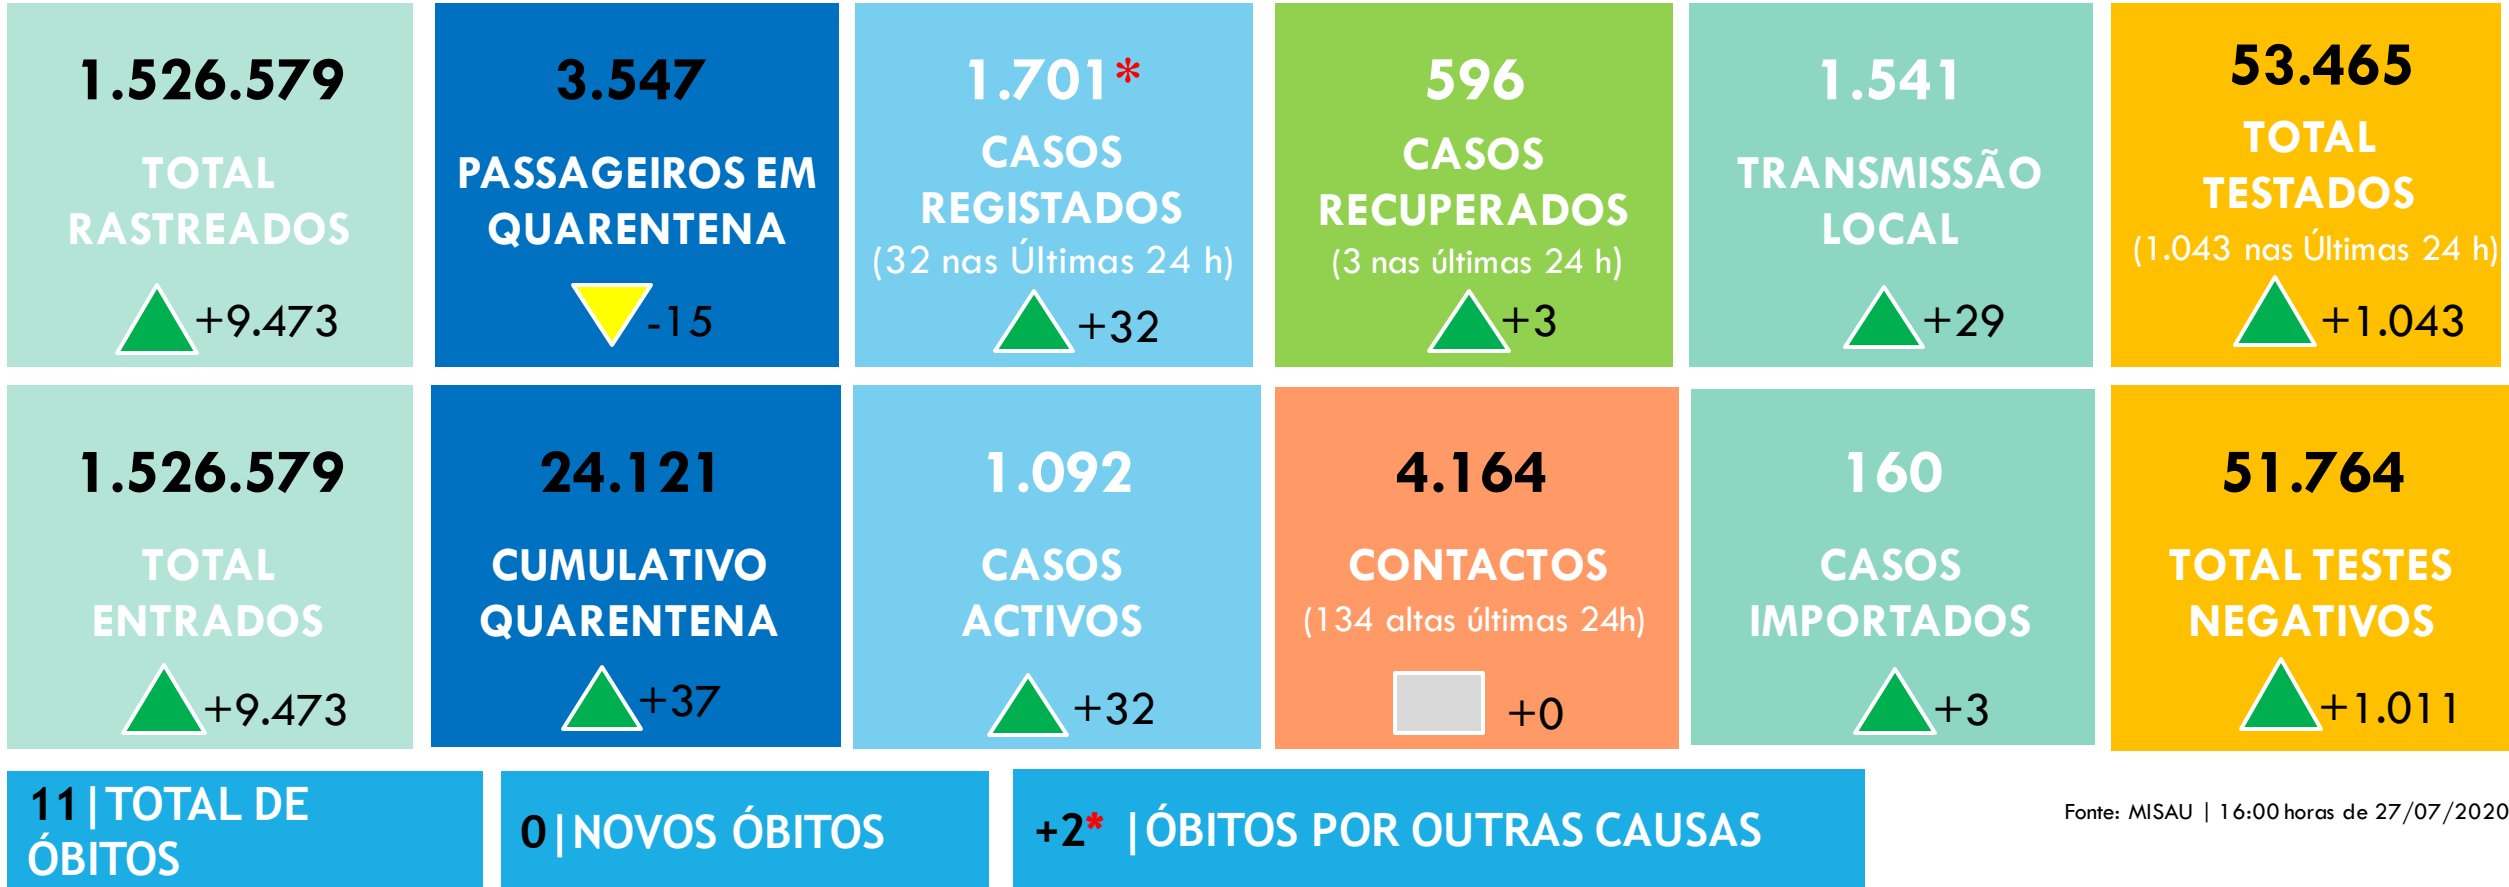 1.526.579
TOTAL
RASTREADOS
+9.473
3.547
PASSAGEIROS EM
QUARENTENA
-15
1.701*
CASOS
REGISTADOS
(32 nas Últimas 24 h)
+32
596
CASOS
RECUPERADOS
(3 nas últimas 24 h)
+3
1.541
TRANSMISSÃO
LOCAL
+29
53.465
TOTAL
TESTADOS
(1.043 nas Últimas 24 h)
+1.043
1.526.579
TOTAL
ENTRADOS
+9.473
24.121
CUMULATIVO
QUARENTENA
+37
1.092
CASOS
ACTIVOS
+32
4.164
CONTACTOS
(134 altas últimas 24h)
+0
160
CASOS
IMPORTADOS
+3
51.764
TOTAL TESTES
NEGATIVOS
+1.011
11|TOTAL DE
ÓBITOS
0|NOVOS ÓBITOS
+2* |ÓBITOS POR OUTRAS CAUSAS
Fonte: MISAU | 16:00 horas de 27/07/2020